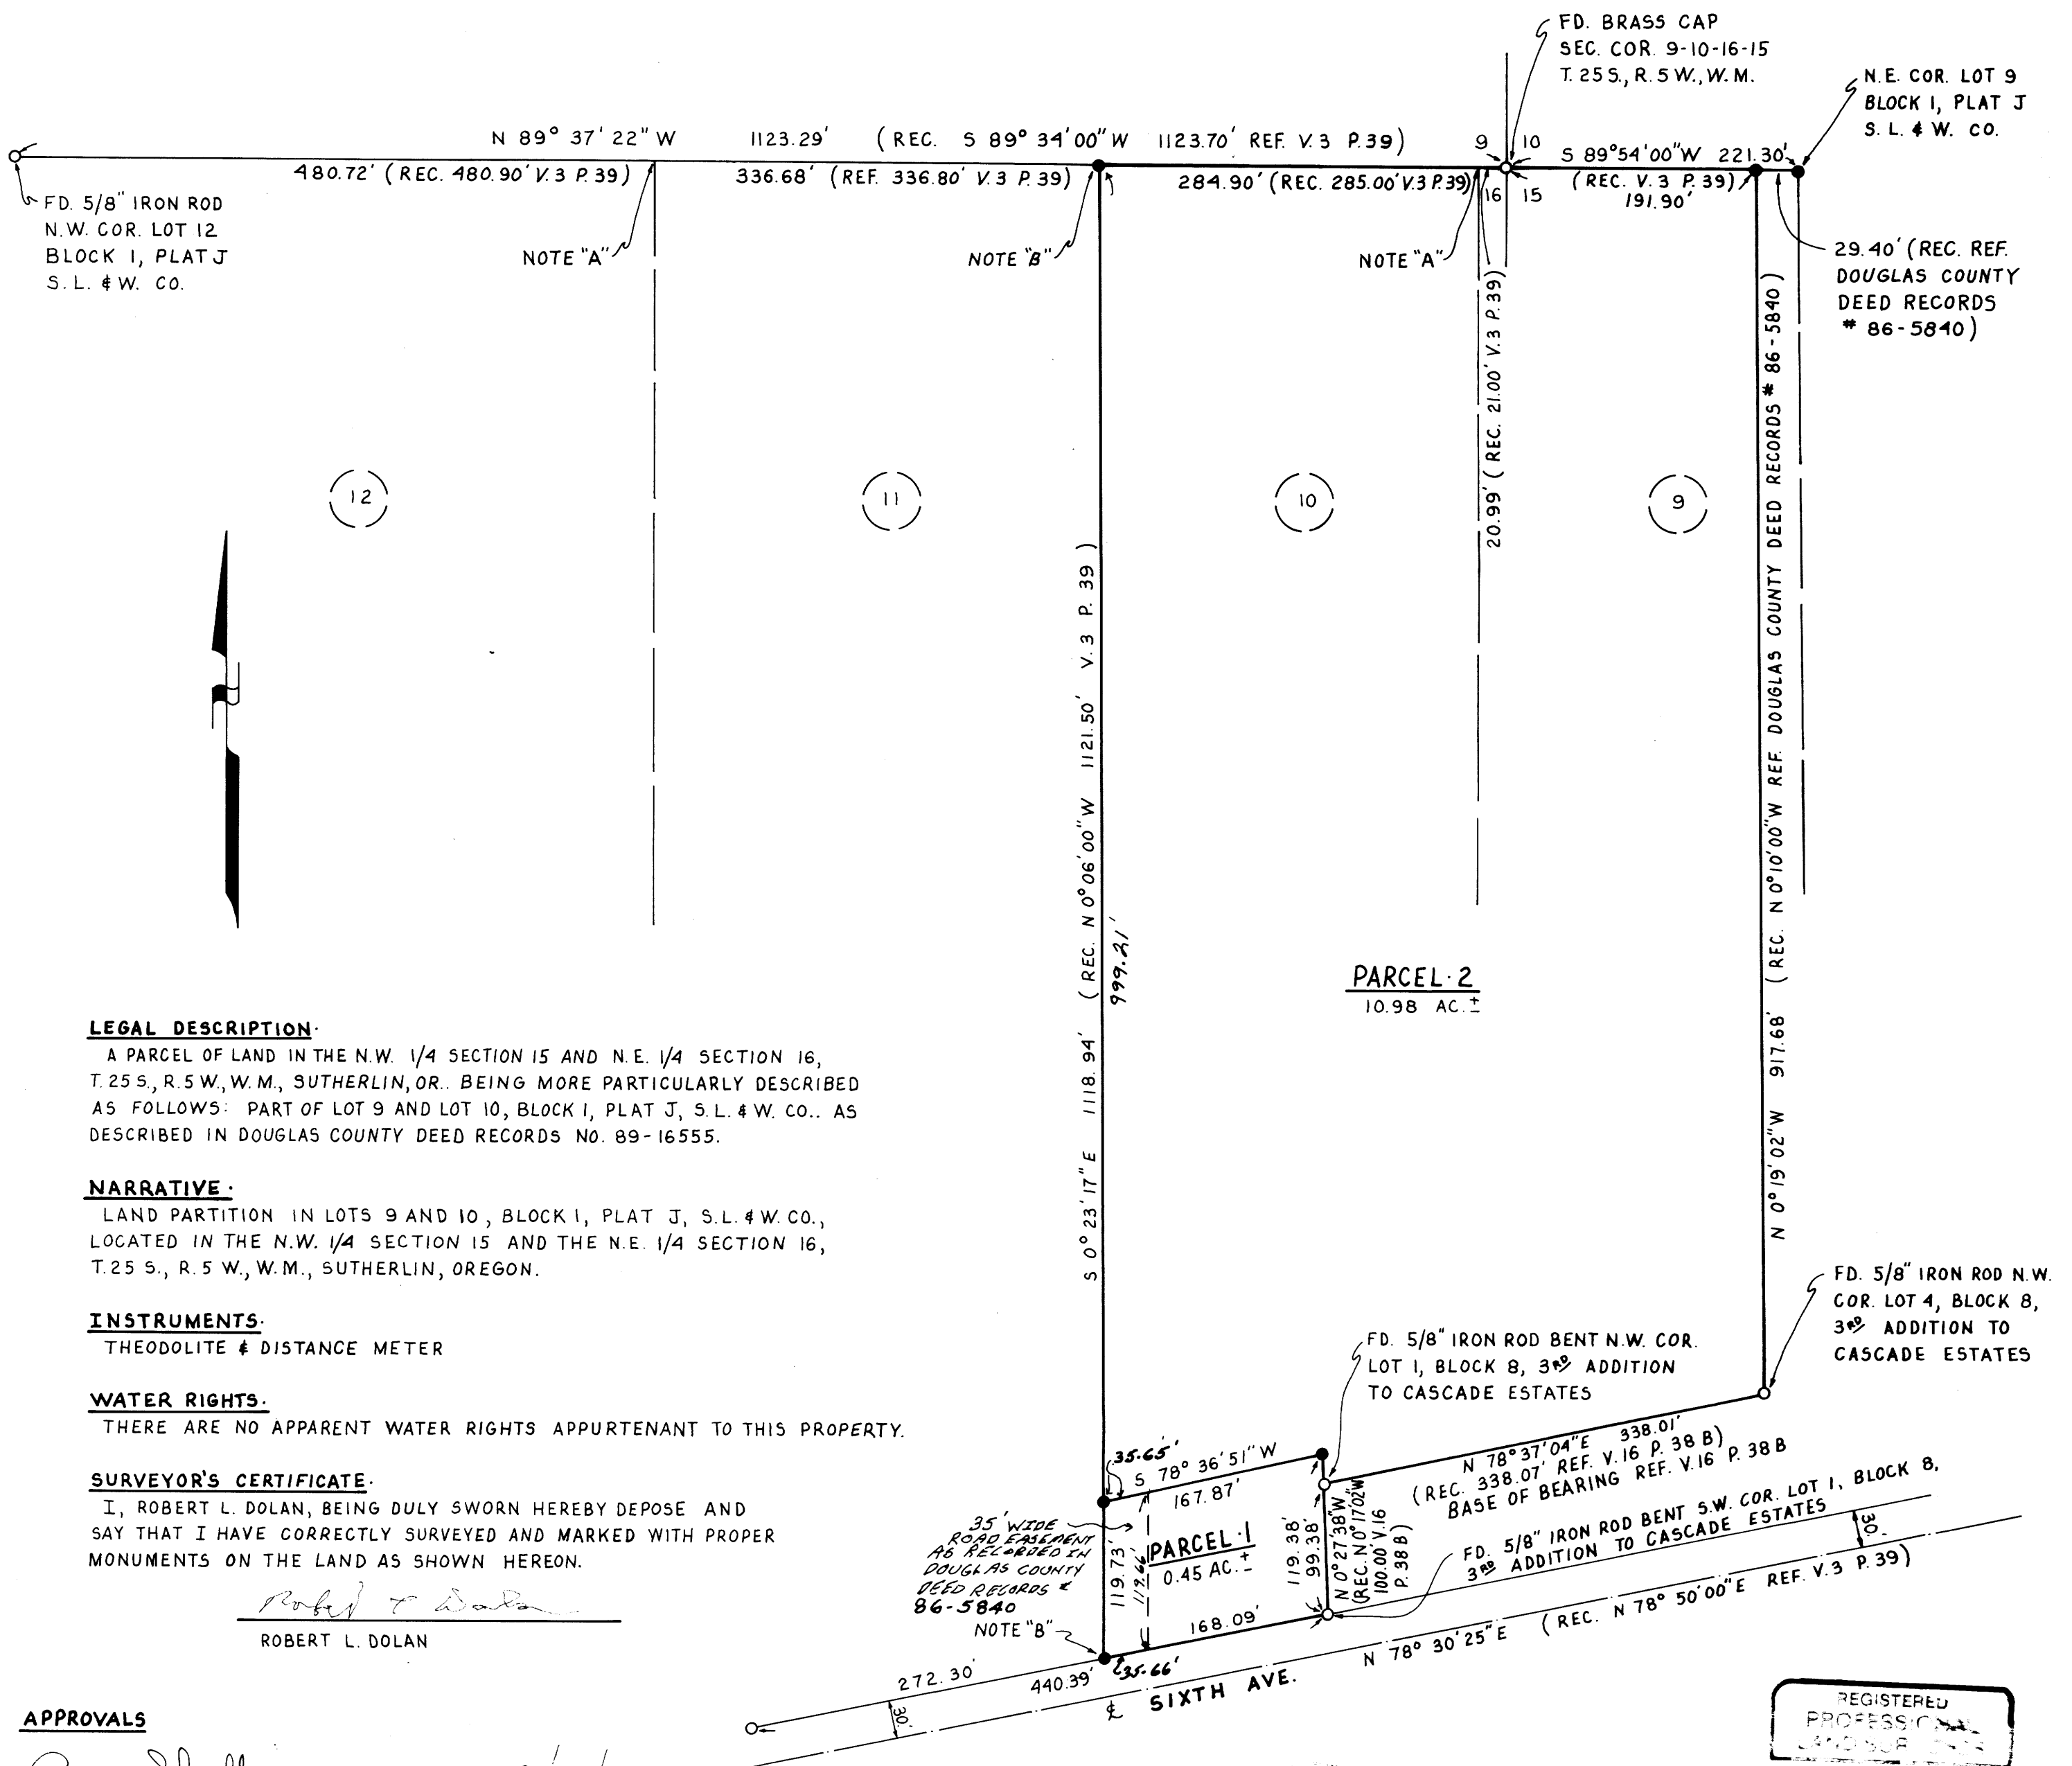 FD. BRASS CAP
SEC. COR. 9-10-16-15
T. 25 S., R. 5 W., W. M.
N.E. COR. LOT 9
BLOCK 1, PLAT J
S. L. & W. CO.
N 89° 37' 22" W 1123.29' (REC. S 89° 34' 00" W 1123.70' REF. V. 3 P. 39)
9 10
S 89° 54' 00" W 221.30'
480.72' (REC. 480.90' V. 3 P. 39)
336.68' (REF. 336.80' V. 3 P. 39)
284.90' (REC. 285.00' V. 3 P. 39)
16 15
(REC. V. 3 P. 39)
191.90'
FD. 5/8" IRON ROD
N.W. COR. LOT 12
BLOCK 1, PLAT J
S. L. & W. CO.
NOTE "A"
NOTE "B"
NOTE "A"
29.40' (REC. REF.
DOUGLAS COUNTY
DEED RECORDS
# 86-5840)
20.99' (REC. 21.00' V. 3 P. 39)
12
11
10
9
S 0° 23' 17" E 1118.94' (REC. N 0° 06' 00" W 1121.50' V. 3 P. 39)
999.21'
N 0° 19' 02" W 917.68' (REC. N 0° 10' 00" W REF. DOUGLAS COUNTY DEED RECORDS # 86-5840)
PARCEL·2
10.98 AC. ±
LEGAL DESCRIPTION·
A PARCEL OF LAND IN THE N.W. 1/4 SECTION 15 AND N.E. 1/4 SECTION 16,
T. 25 S., R. 5 W., W. M., SUTHERLIN, OR.. BEING MORE PARTICULARLY DESCRIBED
AS FOLLOWS: PART OF LOT 9 AND LOT 10, BLOCK 1, PLAT J, S. L. & W. CO.. AS
DESCRIBED IN DOUGLAS COUNTY DEED RECORDS NO. 89-16555.
NARRATIVE·
LAND PARTITION IN LOTS 9 AND 10, BLOCK 1, PLAT J, S. L. & W. CO.,
LOCATED IN THE N.W. 1/4 SECTION 15 AND THE N.E. 1/4 SECTION 16,
T. 25 S., R. 5 W., W. M., SUTHERLIN, OREGON.
INSTRUMENTS·
THEODOLITE & DISTANCE METER
WATER RIGHTS·
THERE ARE NO APPARENT WATER RIGHTS APPURTENANT TO THIS PROPERTY.
SURVEYOR'S CERTIFICATE·
I, ROBERT L. DOLAN, BEING DULY SWORN HEREBY DEPOSE AND
SAY THAT I HAVE CORRECTLY SURVEYED AND MARKED WITH PROPER
MONUMENTS ON THE LAND AS SHOWN HEREON.
ROBERT L. DOLAN
APPROVALS
FD. 5/8" IRON ROD N.W.
COR. LOT 4, BLOCK 8,
3RD ADDITION TO
CASCADE ESTATES
FD. 5/8" IRON ROD BENT N.W. COR.
LOT 1, BLOCK 8, 3RD ADDITION
TO CASCADE ESTATES
35.65'
S 78° 36' 51" W
167.87'
N 78° 37' 04" E 338.01'
(REC. 338.07' REF. V. 16 P. 38 B)
BASE OF BEARING REF. V. 16 P. 38 B
35' WIDE
ROAD EASEMENT
AS RECORDED IN
DOUGLAS COUNTY
DEED RECORDS #
86-5840
NOTE "B"
119.73'
119.66'
PARCEL·1
0.45 AC. ±
119.38'
99.38'
N 0° 27' 38" W
(REC. N 0° 17' 02" W
100.00' V. 16
P. 38 B)
FD. 5/8" IRON ROD BENT S.W. COR. LOT 1, BLOCK 8,
3RD ADDITION TO CASCADE ESTATES
30.'
168.09'
35.66'
272.30'
440.39'
30.'
℄ SIXTH AVE.
N 78° 30' 25" E (REC. N 78° 50' 00" E REF. V. 3 P. 39)
REGISTERED
PROFESSIONAL